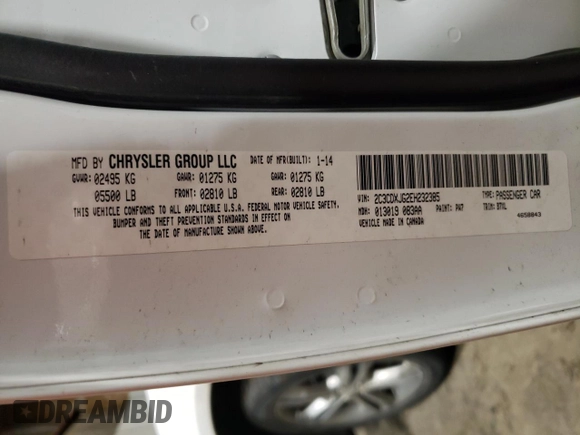 MFD BY CHRYSLER GROUP LLC DATE OF MFR(BUILT): 1-14
GVWR: 02495 KG GAWR: 01275 KG GAWR: 01275 KG
05500 LB FRONT: 02810 LB REAR: 02810 LB
THIS VEHICLE CONFORMS TO ALL APPLICABLE U.S.A. FEDERAL MOTOR VEHICLE SAFETY,
BUMPER, AND THEFT PREVENTION STANDARDS IN EFFECT ON
THE DATE OF MANUFACTURE SHOWN ABOVE.
VIN: 2C3CDXJG2EH232385 TYPE: PASSENGER CAR
MDH: 013019 083AA PAINT: PW7 TRIM: BTXL
VEHICLE MADE IN CANADA 4658843
DREAMBID